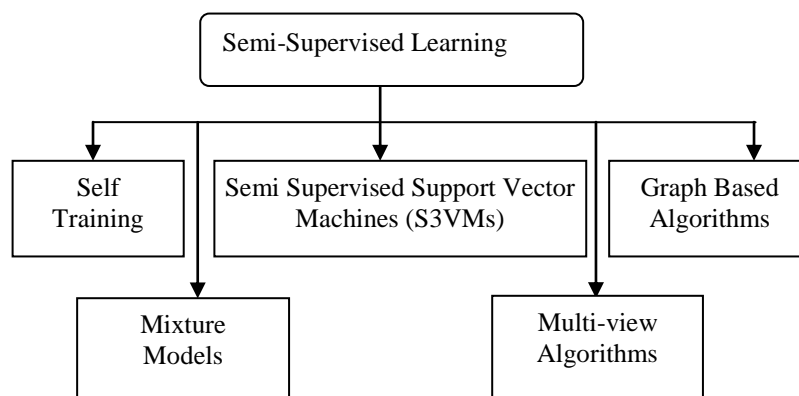 Semi-Supervised Learning
Self
Training
Semi Supervised Support Vector
Machines (S3VMs)
Graph Based
Algorithms
Mixture
Models
Multi-view
Algorithms